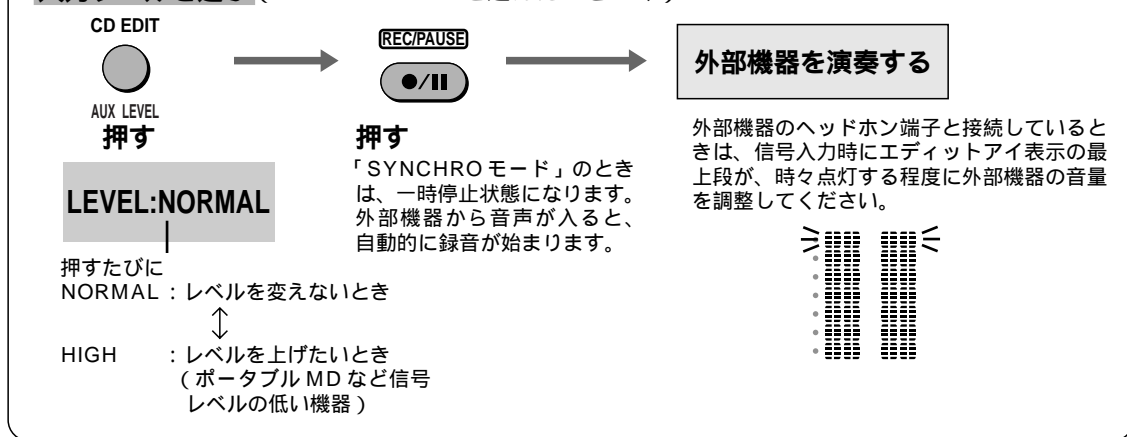 CD EDIT
AUX LEVEL
押す
LEVEL:NORMAL
押すたびに
NORMAL：レベルを変えないとき
HIGH ：レベルを上げたいとき
（ポータブル MD など信号
レベルの低い機器）
REC/PAUSE
押す
「SYNCHRO モード」のとき
は、一時停止状態になります。
外部機器から音声が入ると、
自動的に録音が始まります。
外部機器を演奏する
外部機器のヘッドホン端子と接続していると
きは、信号入力時にエディットアイ表示の最
上段が、時々点灯する程度に外部機器の音量
を調整してください。